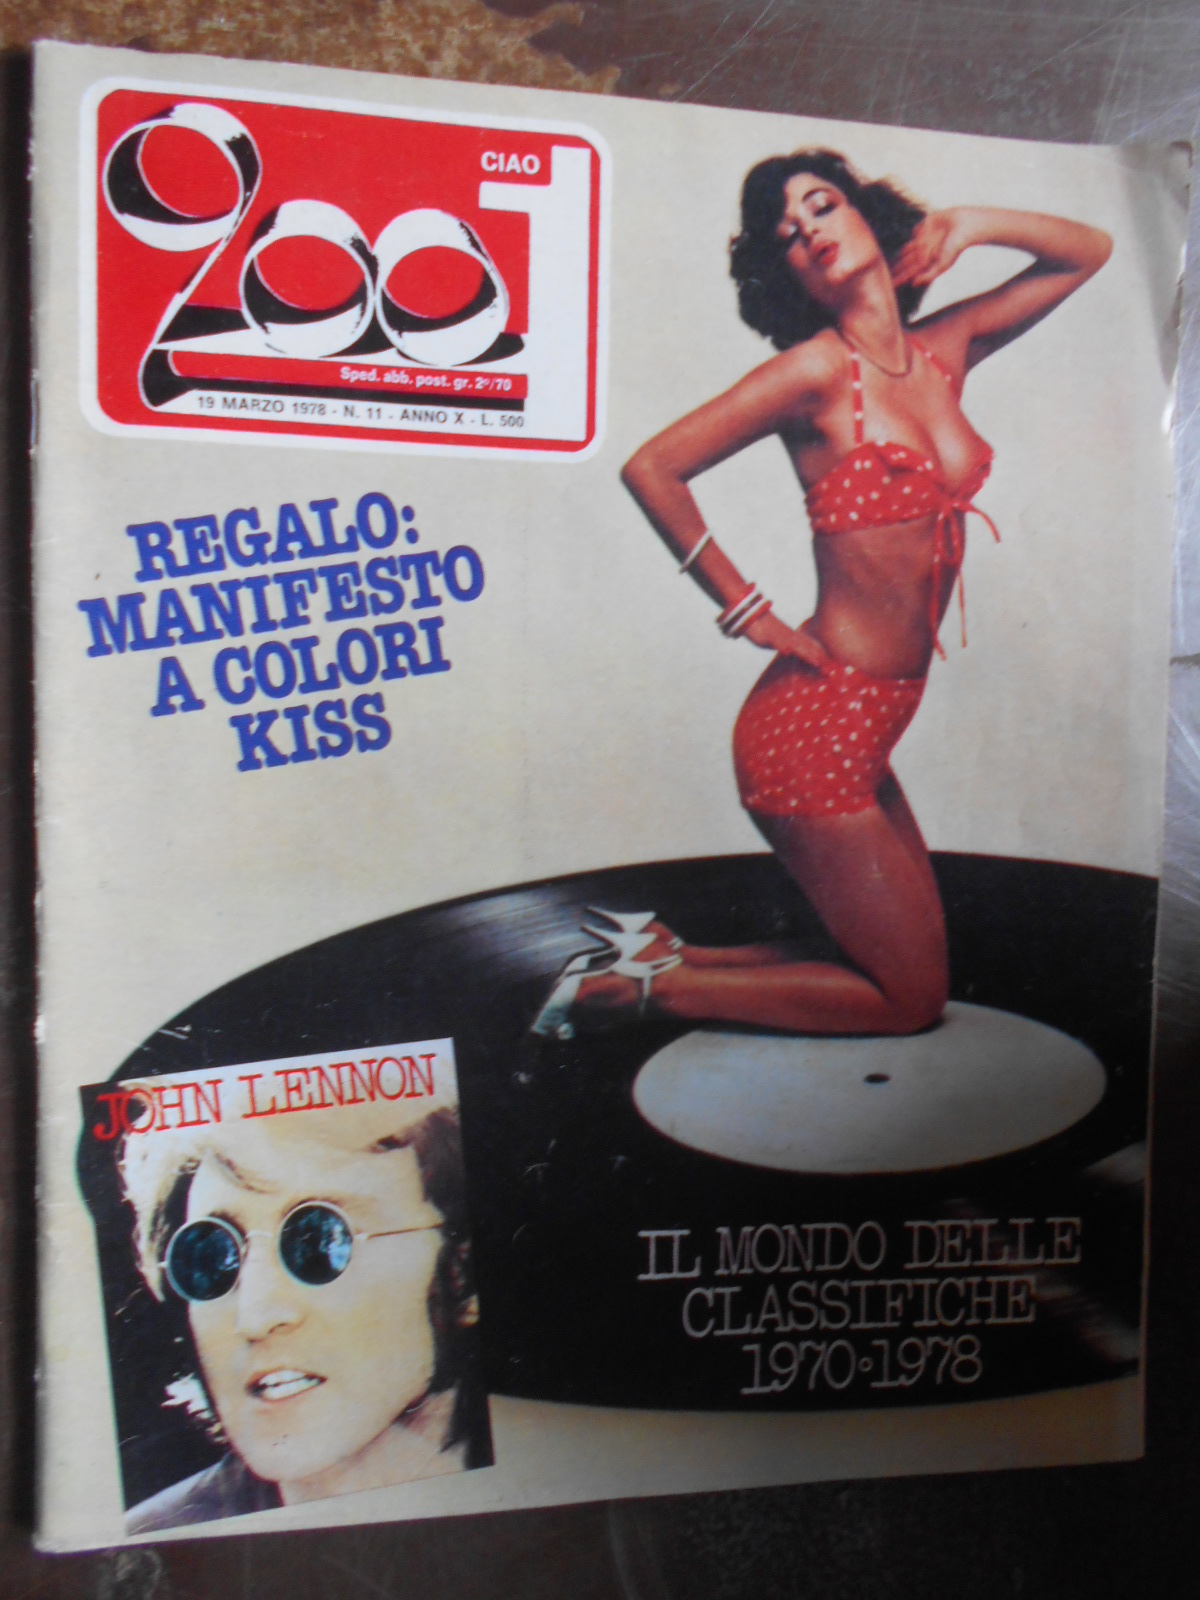 CIAO
2001
Sped. abb. post. gr. 2º/70
19 MARZO 1978 - N. 11 - ANNO X - L. 500
REGALO:
MANIFESTO
A COLORI
KISS
JOHN LENNON
IL MONDO DELLE
CLASSIFICHE
1970•1978